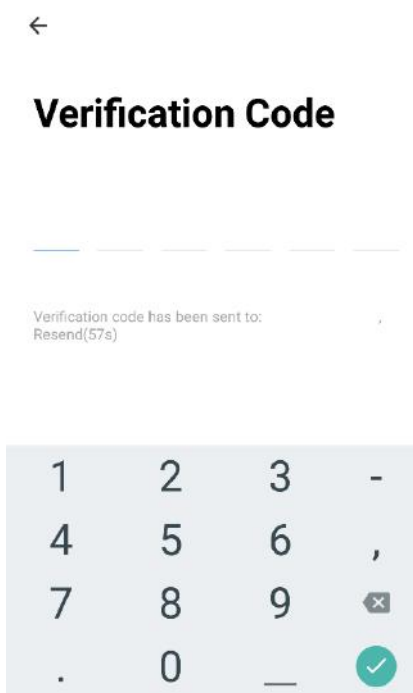 Verification Code
Verification code has been sent to: ,
Resend(57s)
1 2 3 -
4 5 6 ,
7 8 9
. 0 _